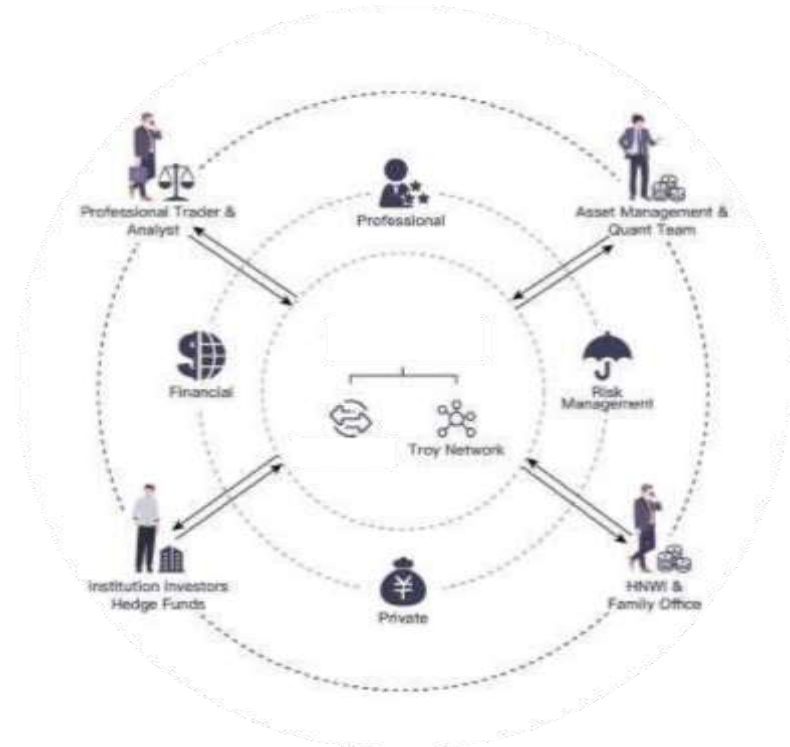 Professional Trader &
Analyst
Professional
Asset Management &
Quant Team
Financial
Risk
Management
Troy Network
Institution Investors
Hedge Funds
Private
HNWI &
Family Office